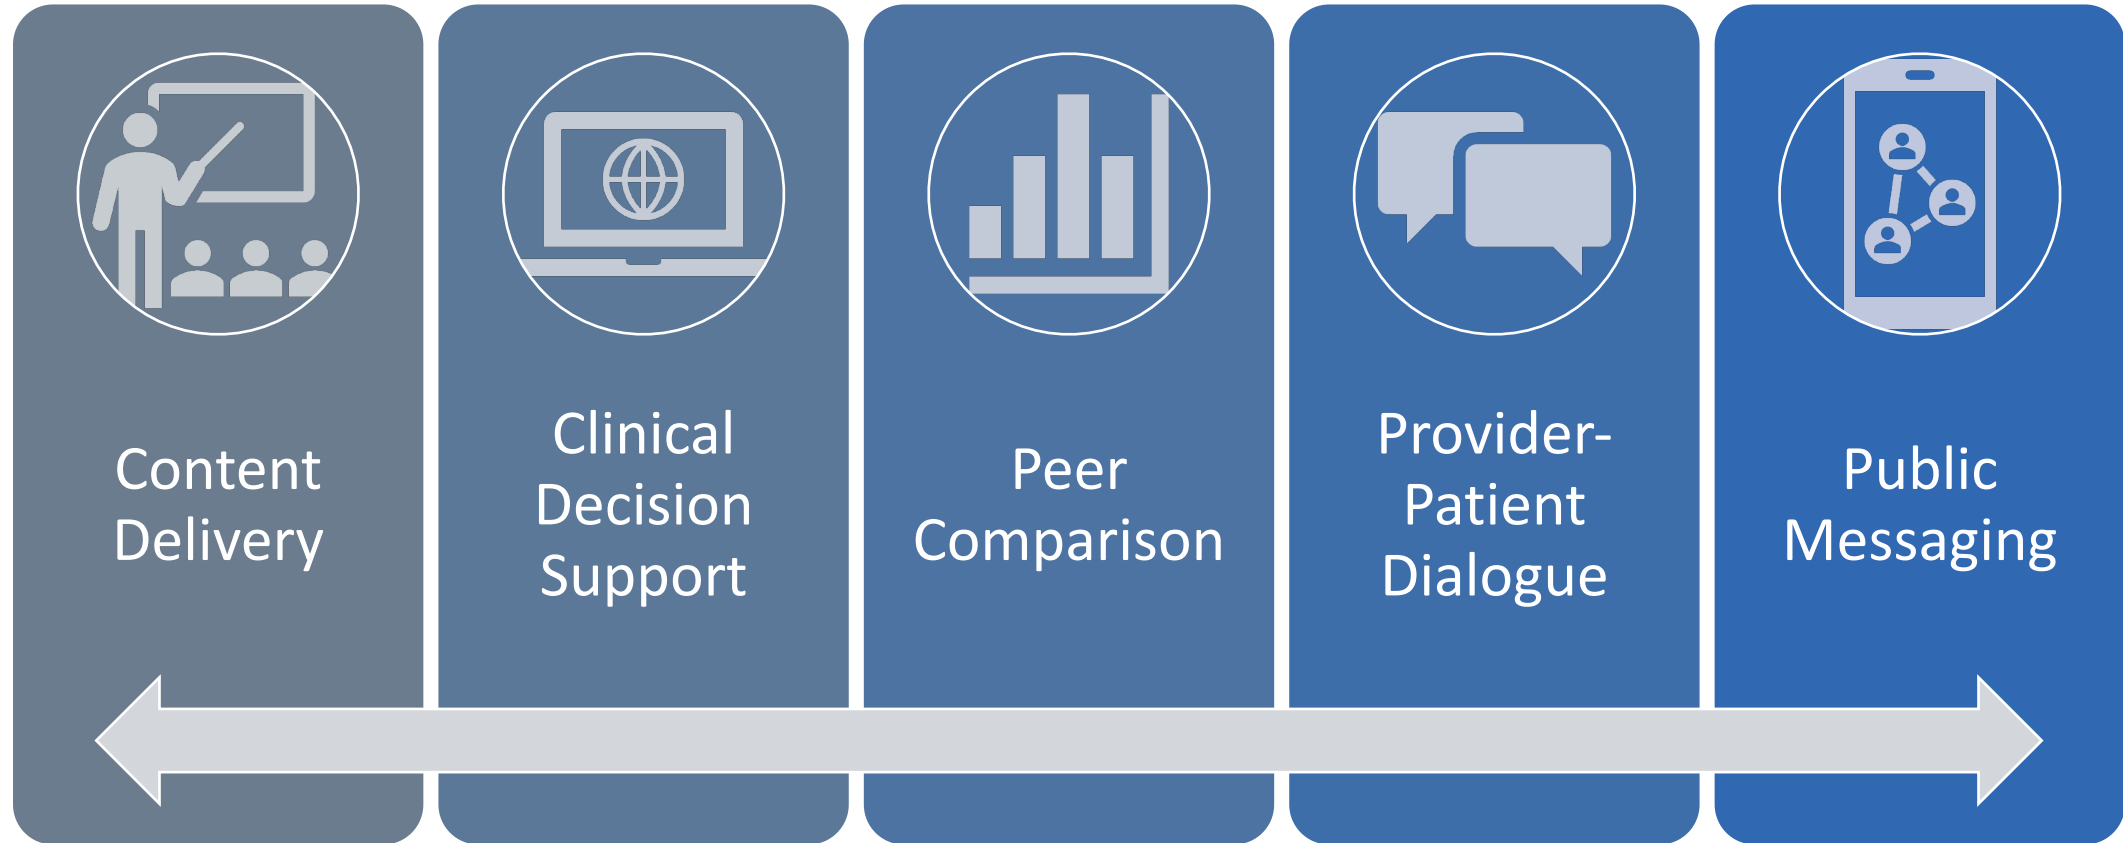 Content
Delivery
Clinical
Decision
Support
Peer
Comparison
Provider-
Patient
Dialogue
Public
Messaging